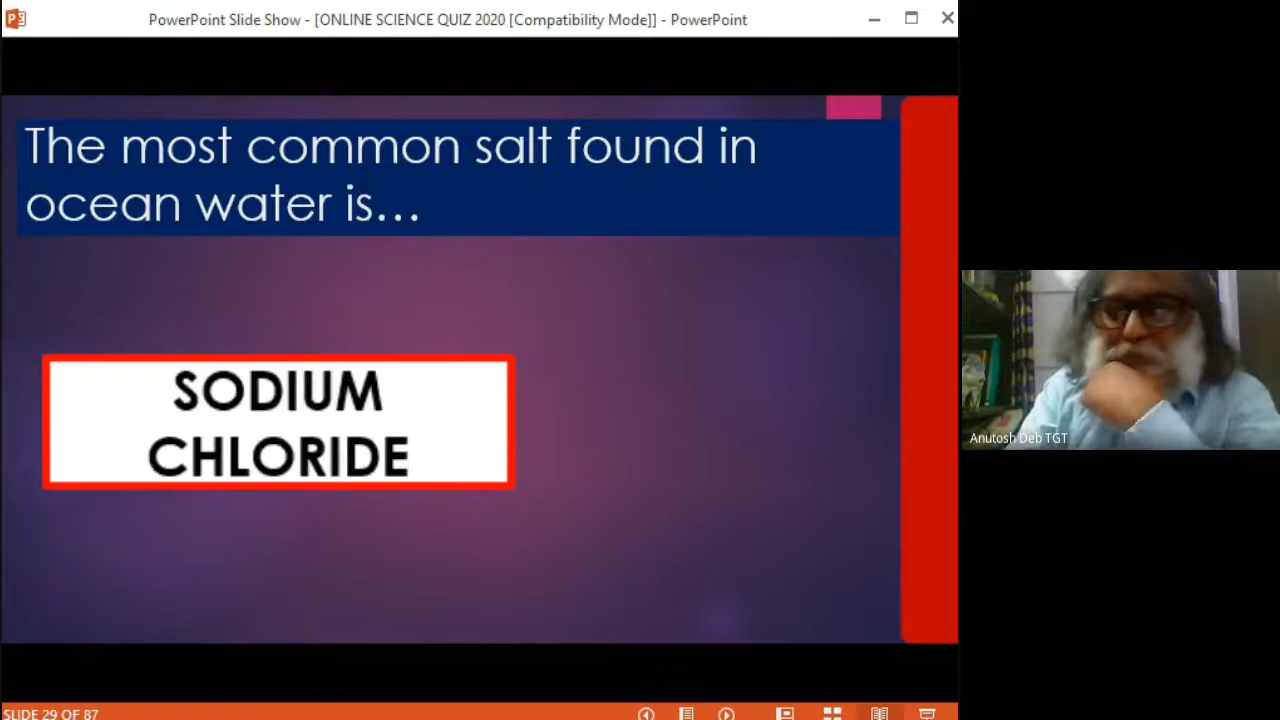 PowerPoint Slide Show - [ONLINE SCIENCE QUIZ 2020 [Compatibility Mode]] - PowerPoint
The most common salt found in
ocean water is...
SODIUM
CHLORIDE
Anutosh Deb TGT
SLIDE 29 OF 87